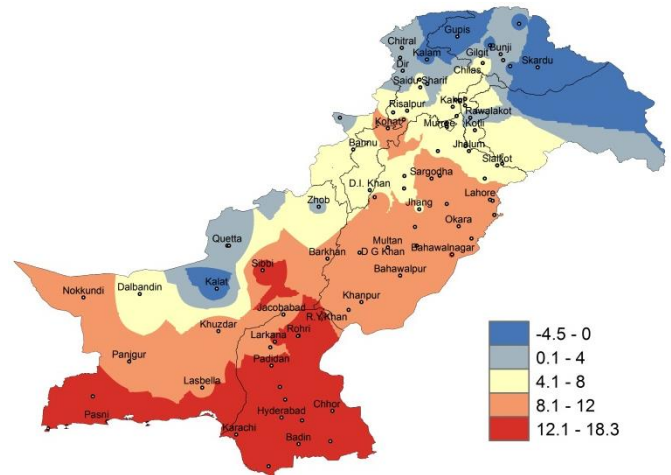 Gupis
Chitral
Bunji
Gilgit
Kalam
Skardu
Dir
Chilas
Saidu Sharif
Kakul
Risalpur
Rawalakot
Kohat
Murree
Kotli
Bannu
Jhelum
Sialkot
Sargodha
D.I. Khan
Lahore
Zhob
Jhang
Okara
Quetta
Multan
D G Khan
Bahawalnagar
Barkhan
Sibbi
Bahawalpur
Kalat
Nokkundi
Dalbandin
Khanpur
Jacobabad
R.Y.Khan
Khuzdar
Rohri
Larkana
Panjgur
Padidan
Lasbella
Pasni
Chhor
Hyderabad
Karachi
Badin
-4.5 - 0
0.1 - 4
4.1 - 8
8.1 - 12
12.1 - 18.3